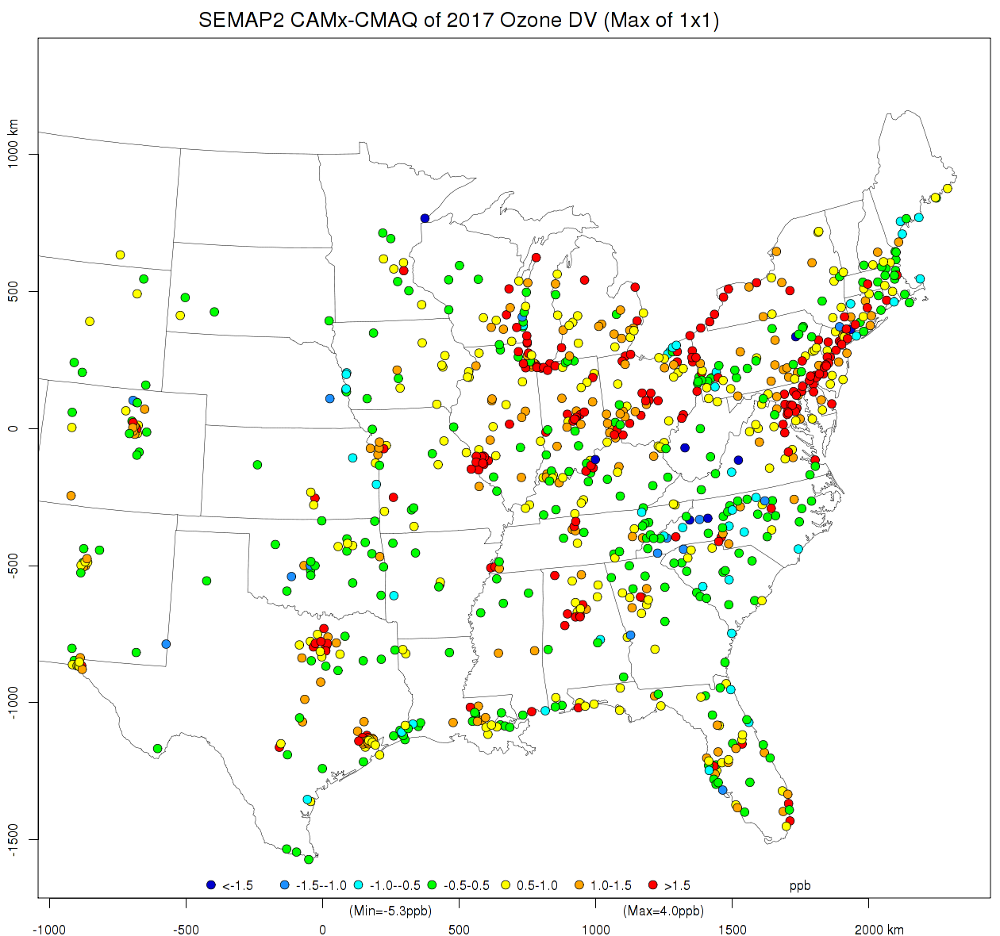 SEMAP2 CAMx-CMAQ of 2017 Ozone DV (Max of 1x1)
1000 km
500
0
-500
-1000
-1500
<-1.5 -1.5--1.0 -1.0--0.5 -0.5-0.5 0.5-1.0 1.0-1.5 >1.5 ppb
(Min=-5.3ppb) (Max=4.0ppb)
-1000 -500 0 500 1000 1500 2000 km